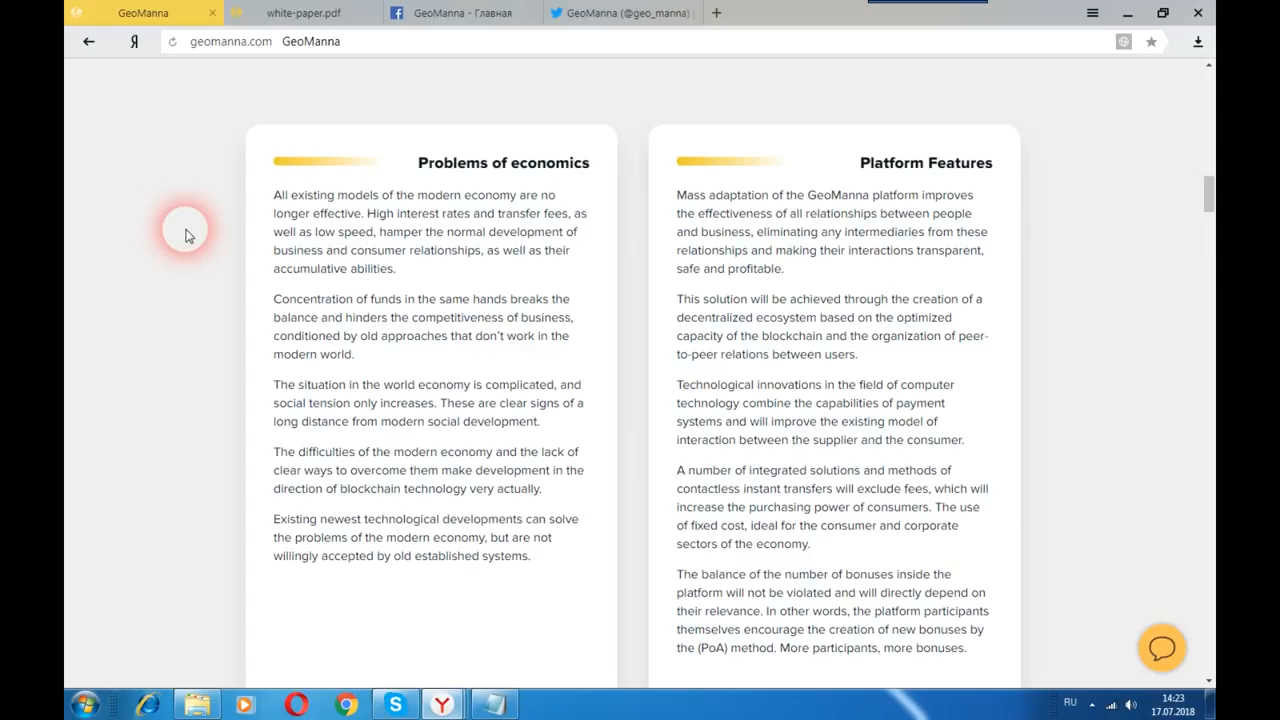 GeoManna
white-paper.pdf
GeoManna - Главная
GeoManna (@geo_manna)
Я
geomanna.com GeoManna
Problems of economics
All existing models of the modern economy are no
longer effective. High interest rates and transfer fees, as
well as low speed, hamper the normal development of
business and consumer relationships, as well as their
accumulative abilities.
Concentration of funds in the same hands breaks the
balance and hinders the competitiveness of business,
conditioned by old approaches that don't work in the
modern world.
The situation in the world economy is complicated, and
social tension only increases. These are clear signs of a
long distance from modern social development.
The difficulties of the modern economy and the lack of
clear ways to overcome them make development in the
direction of blockchain technology very actually.
Existing newest technological developments can solve
the problems of the modern economy, but are not
willingly accepted by old established systems.
Platform Features
Mass adaptation of the GeoManna platform improves
the effectiveness of all relationships between people
and business, eliminating any intermediaries from these
relationships and making their interactions transparent,
safe and profitable.
This solution will be achieved through the creation of a
decentralized ecosystem based on the optimized
capacity of the blockchain and the organization of peer-
to-peer relations between users.
Technological innovations in the field of computer
technology combine the capabilities of payment
systems and will improve the existing model of
interaction between the supplier and the consumer.
A number of integrated solutions and methods of
contactless instant transfers will exclude fees, which will
increase the purchasing power of consumers. The use
of fixed cost, ideal for the consumer and corporate
sectors of the economy.
The balance of the number of bonuses inside the
platform will not be violated and will directly depend on
their relevance. In other words, the platform participants
themselves encourage the creation of new bonuses by
the (PoA) method. More participants, more bonuses.
RU
14:23
17.07.2018